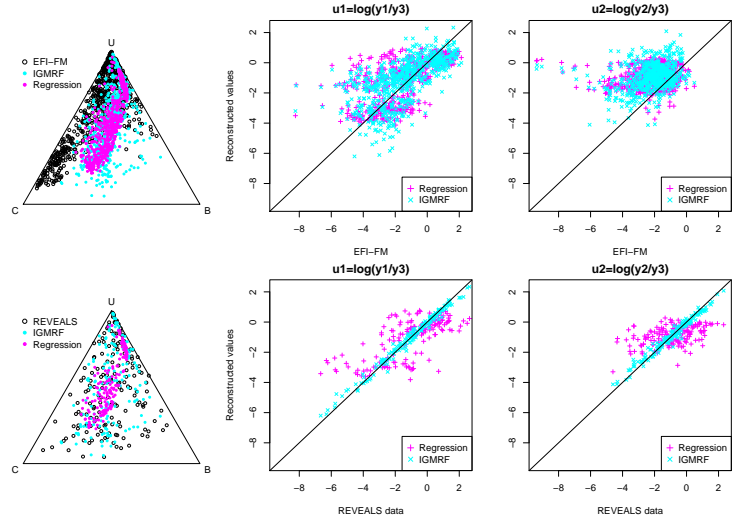 U
EFI−FM
IGMRF
Regression
C
B
u1=log(y1/y3)
Reconstructed values
2
0
−2
−4
−6
−8
−8 −6 −4 −2 0 2
EFI−FM
Regression
IGMRF
u2=log(y2/y3)
2
0
−2
−4
−6
−8
−8 −6 −4 −2 0 2
EFI−FM
Regression
IGMRF
U
REVEALS
IGMRF
Regression
C
B
u1=log(y1/y3)
Reconstructed values
2
0
−2
−4
−6
−8
−8 −6 −4 −2 0 2
REVEALS data
Regression
IGMRF
u2=log(y2/y3)
2
0
−2
−4
−6
−8
−8 −6 −4 −2 0 2
REVEALS data
Regression
IGMRF